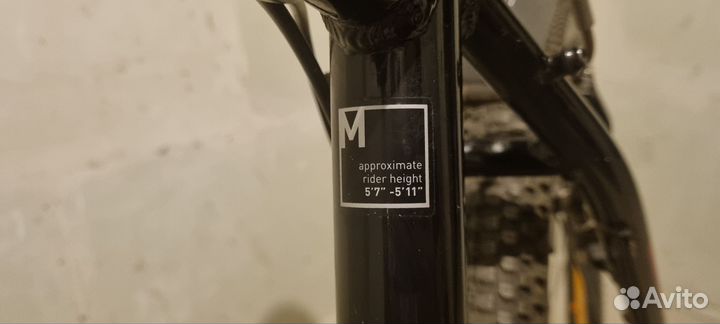 M
approximate
rider height
5'7" -5'11"
Avito